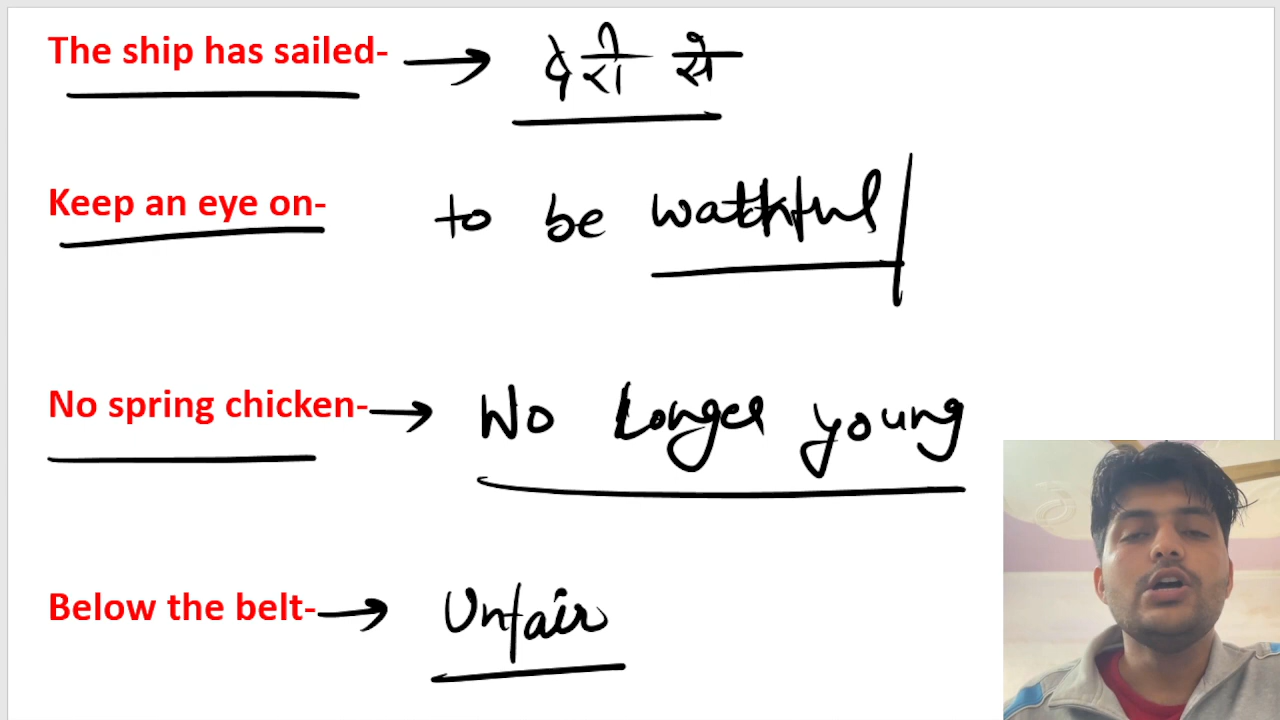 The ship has sailed- → देरी से
Keep an eye on- to be watchful
No spring chicken- → No longer young
Below the belt- → Unfair